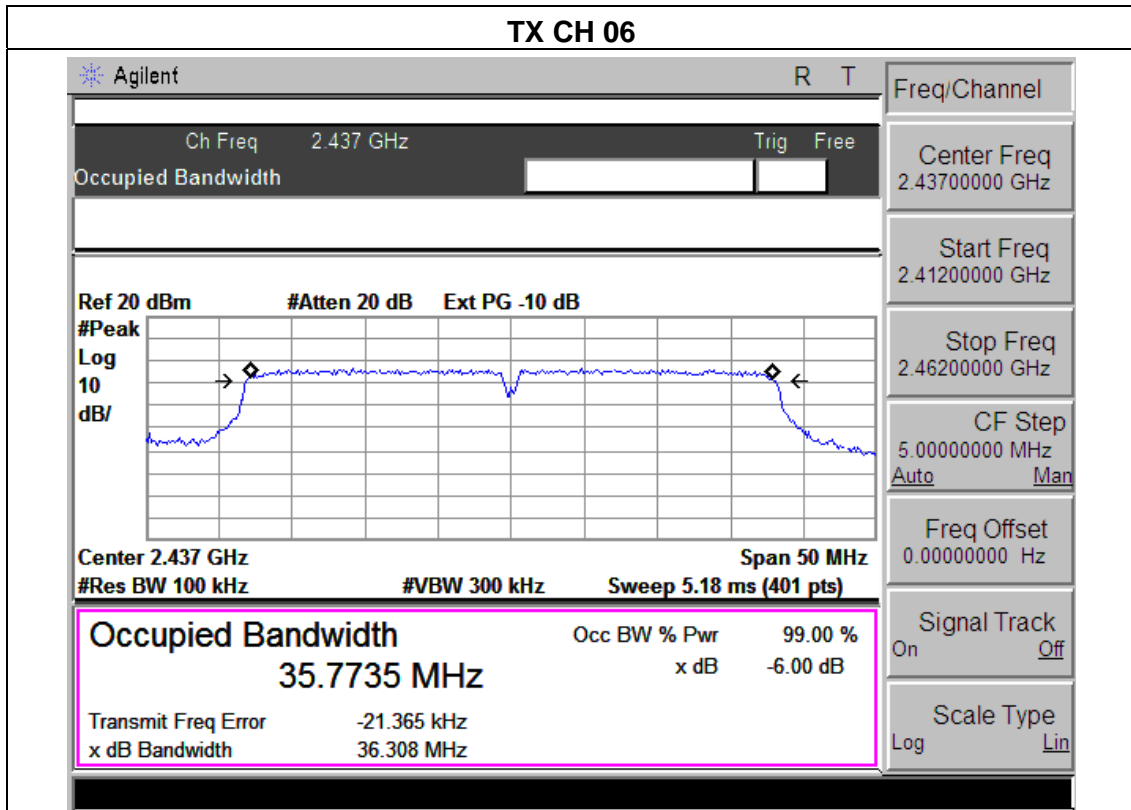 TX CH 06
Agilent R T
Ch Freq 2.437 GHz Trig Free
Occupied Bandwidth
Ref 20 dBm #Atten 20 dB Ext PG -10 dB
#Peak
Log
10
dB/
Center 2.437 GHz Span 50 MHz
#Res BW 100 kHz #VBW 300 kHz Sweep 5.18 ms (401 pts)
Occupied Bandwidth
35.7735 MHz
Occ BW % Pwr 99.00 %
x dB -6.00 dB
Transmit Freq Error -21.365 kHz
x dB Bandwidth 36.308 MHz
Freq/Channel
Center Freq
2.43700000 GHz
Start Freq
2.41200000 GHz
Stop Freq
2.46200000 GHz
CF Step
5.00000000 MHz
Auto Man
Freq Offset
0.00000000 Hz
Signal Track
On Off
Scale Type
Log Lin